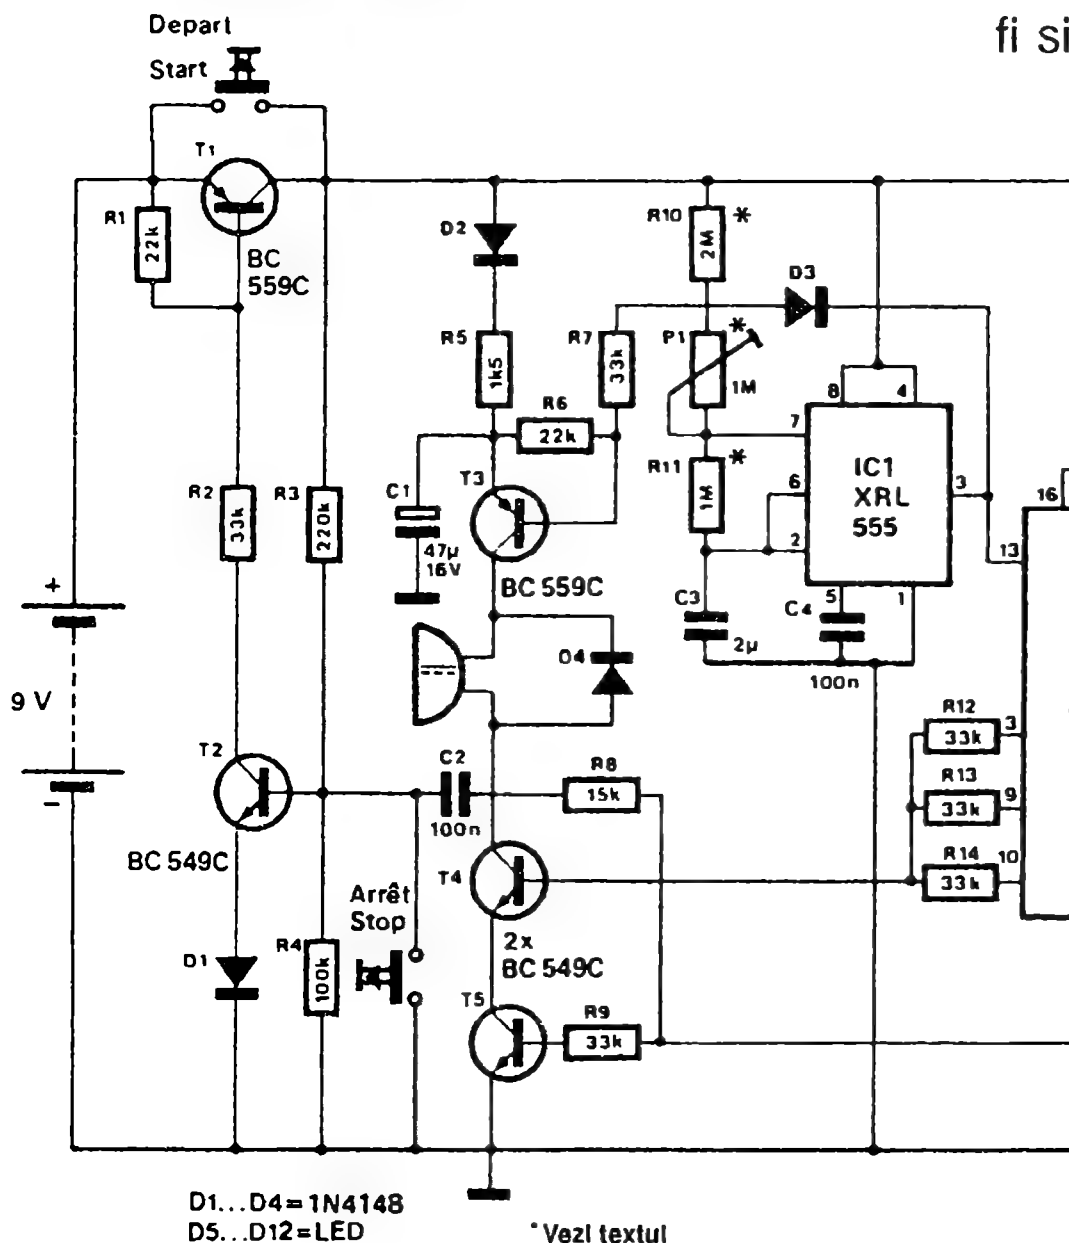 fi si
Depart
Start
T1
R1
22k
BC
559C
D2
R10
*
2M
D3
R5
1k5
R7
33k
P1
*
1M
8
4
R6
22k
7
R11
*
1M
IC1
XRL
555
6
3
2
5
1
16
13
R2
33k
R3
220k
C1
47μ
16V
T3
BC 559C
C3
2μ
C4
100n
+
9 V
–
D4
R12
33k
3
R13
33k
9
R14
33k
10
T2
BC 549C
C2
100n
R8
15k
T4
Arrêt
Stop
2x
BC 549C
D1
R4
100k
T5
R9
33k
D1...D4=1N4148
D5...D12=LED
*Vezi textul